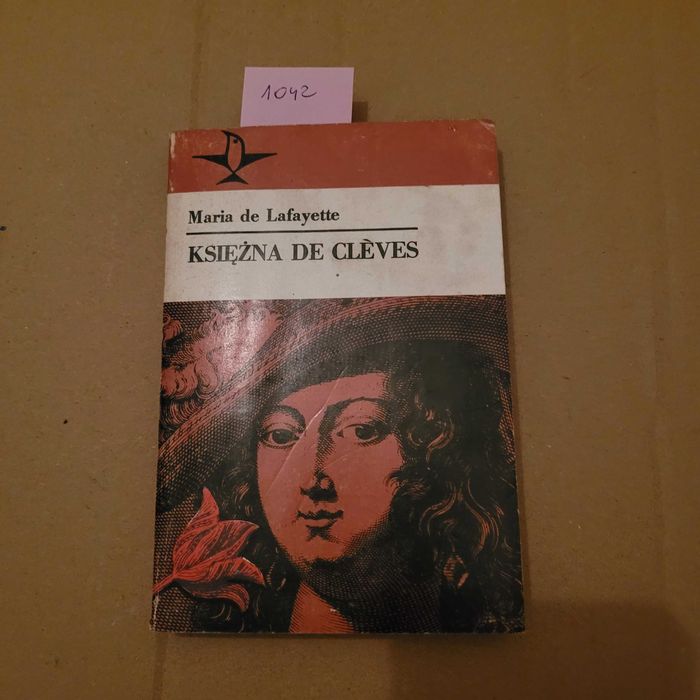 1042
Maria de Lafayette
KSIĘŻNA DE CLÈVES